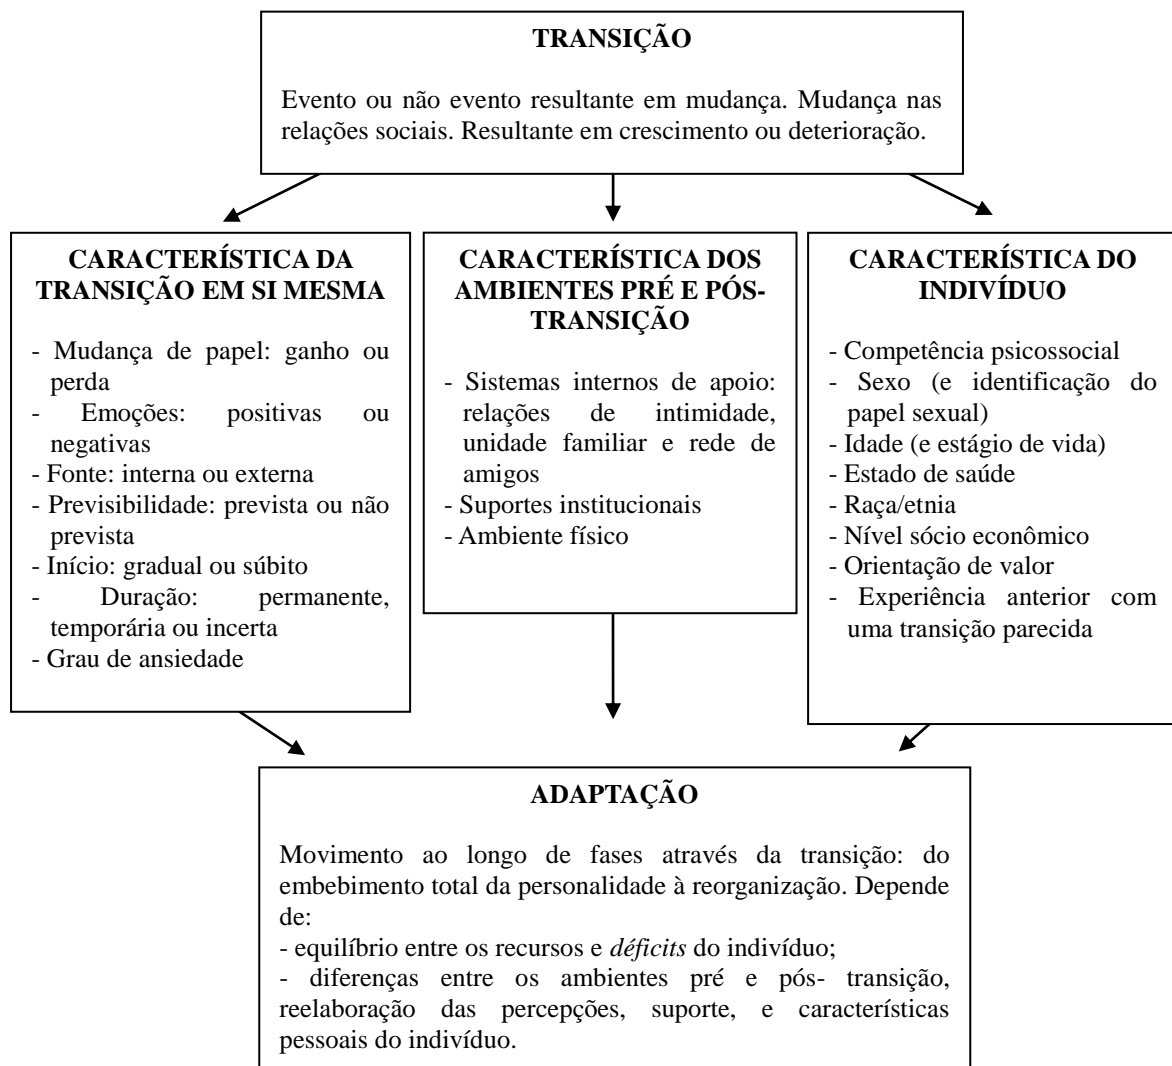 TRANSIÇÃO
Evento ou não evento resultante em mudança. Mudança nas
relações sociais. Resultante em crescimento ou deterioração.
CARACTERÍSTICA DA
TRANSIÇÃO EM SI MESMA
- Mudança de papel: ganho ou
perda
- Emoções: positivas ou
negativas
- Fonte: interna ou externa
- Previsibilidade: prevista ou não
prevista
- Início: gradual ou súbito
- Duração: permanente,
temporária ou incerta
- Grau de ansiedade
CARACTERÍSTICA DOS
AMBIENTES PRÉ E PÓS-
TRANSIÇÃO
- Sistemas internos de apoio:
relações de intimidade,
unidade familiar e rede de
amigos
- Suportes institucionais
- Ambiente físico
CARACTERÍSTICA DO
INDIVÍDUO
- Competência psicossocial
- Sexo (e identificação do
papel sexual)
- Idade (e estágio de vida)
- Estado de saúde
- Raça/etnia
- Nível sócio econômico
- Orientação de valor
- Experiência anterior com
uma transição parecida
ADAPTAÇÃO
Movimento ao longo de fases através da transição: do
embebimento total da personalidade à reorganização. Depende
de:
- equilíbrio entre os recursos e déficits do indivíduo;
- diferenças entre os ambientes pré e pós- transição,
reelaboração das percepções, suporte, e características
pessoais do indivíduo.